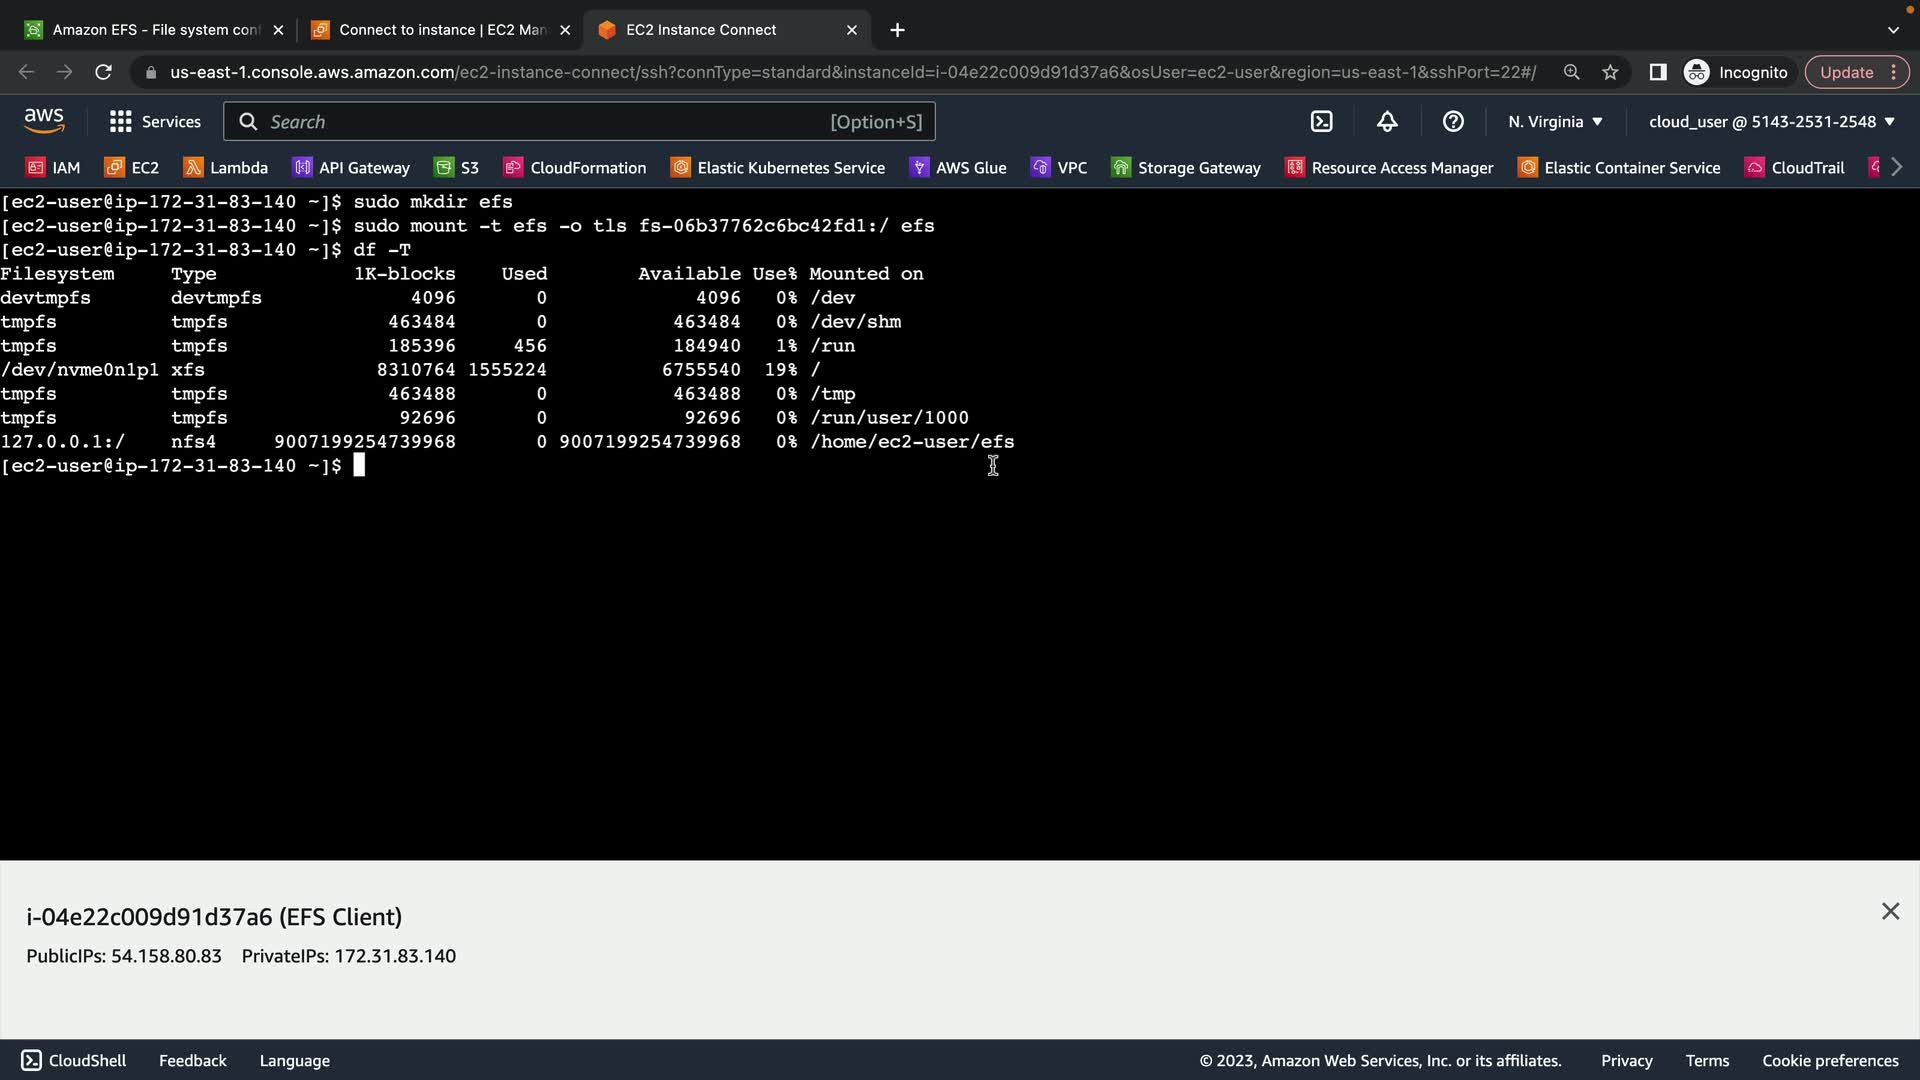 Amazon EFS - File system con
Connect to instance | EC2 Man
EC2 Instance Connect
us-east-1.console.aws.amazon.com/ec2-instance-connect/ssh?connType=standard&instanceId=i-04e22c009d91d37a6&osUser=ec2-user&region=us-east-1&sshPort=22#/
Incognito
Update
aws
Services
Search
[Option+S]
N. Virginia
cloud_user @ 5143-2531-2548
IAM
EC2
Lambda
API Gateway
S3
CloudFormation
Elastic Kubernetes Service
AWS Glue
VPC
Storage Gateway
Resource Access Manager
Elastic Container Service
CloudTrail
[ec2-user@ip-172-31-83-140 ~]$ sudo mkdir efs
[ec2-user@ip-172-31-83-140 ~]$ sudo mount -t efs -o tls fs-06b37762c6bc42fd1:/ efs
[ec2-user@ip-172-31-83-140 ~]$ df -T
Filesystem     Type            1K-blocks    Used        Available Use% Mounted on
devtmpfs       devtmpfs             4096       0             4096   0% /dev
tmpfs          tmpfs              463484       0           463484   0% /dev/shm
tmpfs          tmpfs              185396     456           184940   1% /run
/dev/nvme0n1p1 xfs               8310764 1555224          6755540  19% /
tmpfs          tmpfs              463488       0           463488   0% /tmp
tmpfs          tmpfs               92696       0            92696   0% /run/user/1000
127.0.0.1:/    nfs4     9007199254739968       0 9007199254739968   0% /home/ec2-user/efs
[ec2-user@ip-172-31-83-140 ~]$
i-04e22c009d91d37a6 (EFS Client)
PublicIPs: 54.158.80.83    PrivateIPs: 172.31.83.140
CloudShell
Feedback
Language
© 2023, Amazon Web Services, Inc. or its affiliates.
Privacy
Terms
Cookie preferences